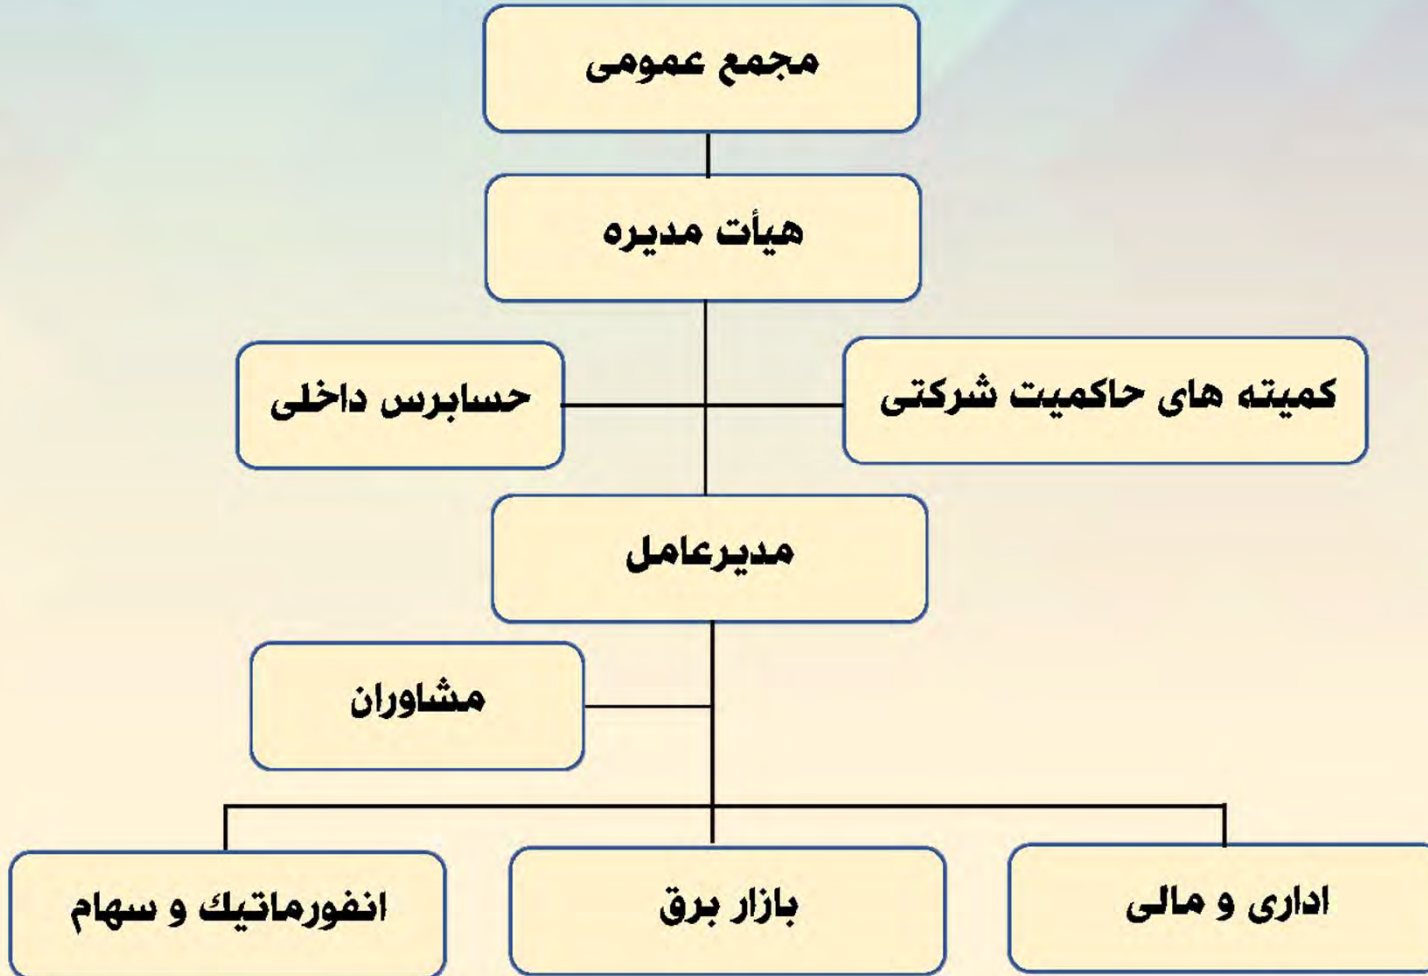 مجمع عمومی
هیأت مدیره
کمیته های حاکمیت شرکتی
حسابرس داخلی
مدیرعامل
مشاوران
اداری و مالی
بازار برق
انفورماتیك و سهام